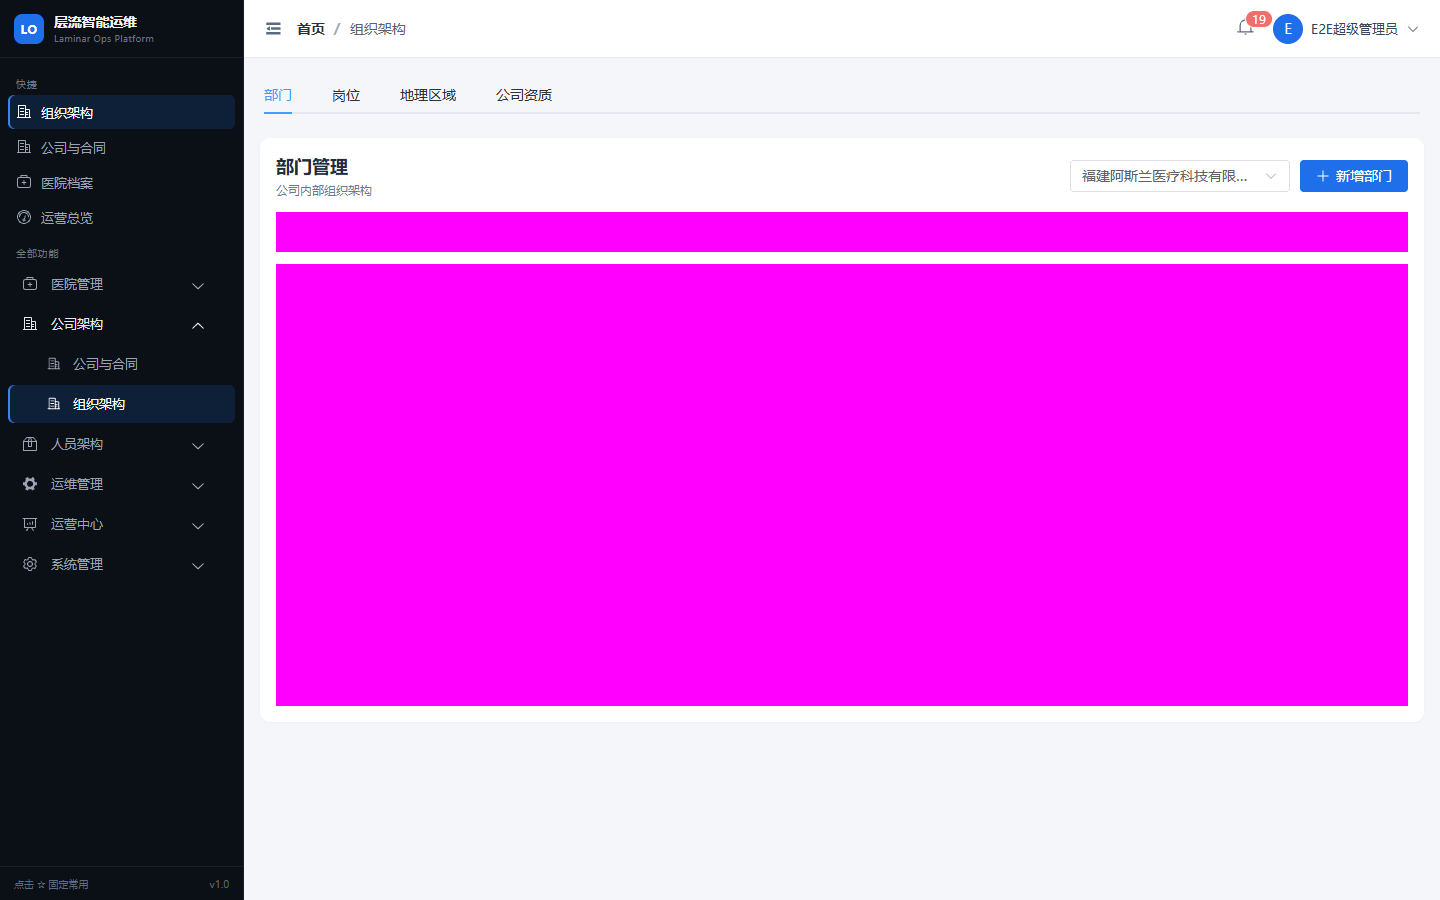 LO
层流智能运维
Laminar Ops Platform
快捷
组织架构
公司与合同
医院档案
运营总览
全部功能
医院管理
公司架构
公司与合同
组织架构
人员架构
运维管理
运营中心
系统管理
点击 ☆ 固定常用
v1.0
首页 / 组织架构
19
E
E2E超级管理员
部门
岗位
地理区域
公司资质
部门管理
公司内部组织架构
福建阿斯兰医疗科技有限...
新增部门